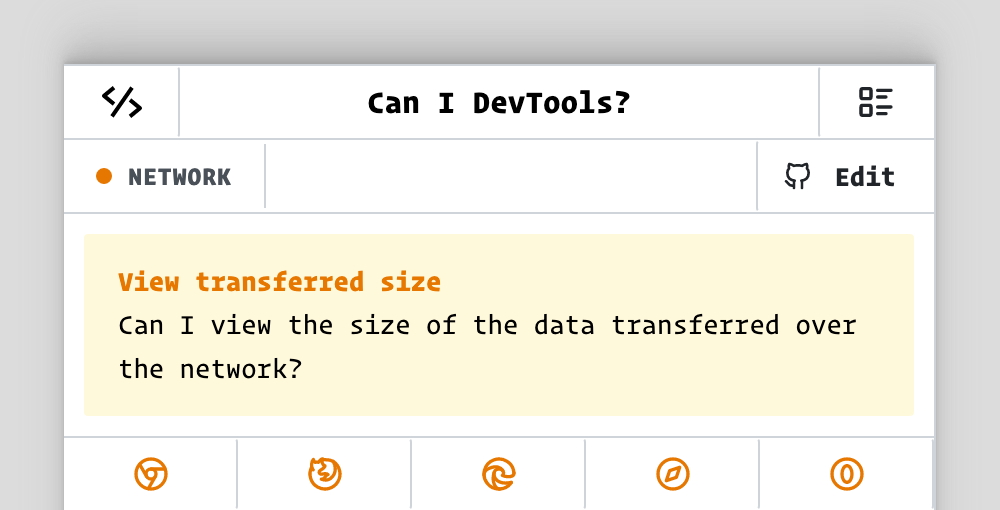 Can I DevTools?
NETWORK
Edit
View transferred size
Can I view the size of the data transferred over
the network?